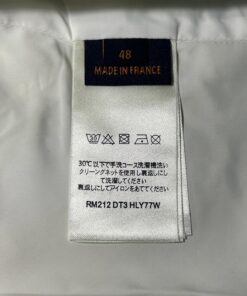 48
MADE IN FRANCE
30℃ 以下で手洗コース洗濯機洗い
クリーングネットを使用し裏返しに
して洗濯してください
裏返しにしてアイロンをあててください
RM212 DT3 HLY77W